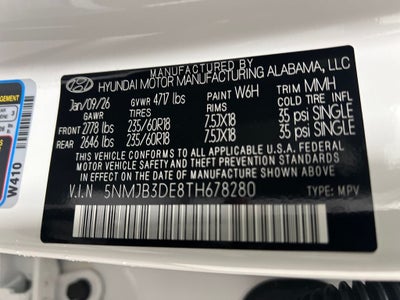 MANUFACTURED BY
HYUNDAI MOTOR MANUFACTURING ALABAMA, LLC
Jan/09/26 GVWR 4717 lbs PAINT W6H TRIM MMH
GAWR TIRES RIMS COLD TIRE INFL
FRONT 2778 lbs 235/60R18 7.5JX18 35 psi SINGLE
REAR 2646 lbs 235/60R18 7.5JX18 35 psi SINGLE
THIS VEHICLE CONFORMS TO ALL APPLICABLE U.S. FEDERAL MOTOR
VEHICLE SAFETY, BUMPER, AND THEFT PREVENTION STANDARDS
IN EFFECT ON THE DATE OF MANUFACTURE
SHOWN ABOVE
V.I.N 5NMJB3DE8TH678280 TYPE: MPV
W410